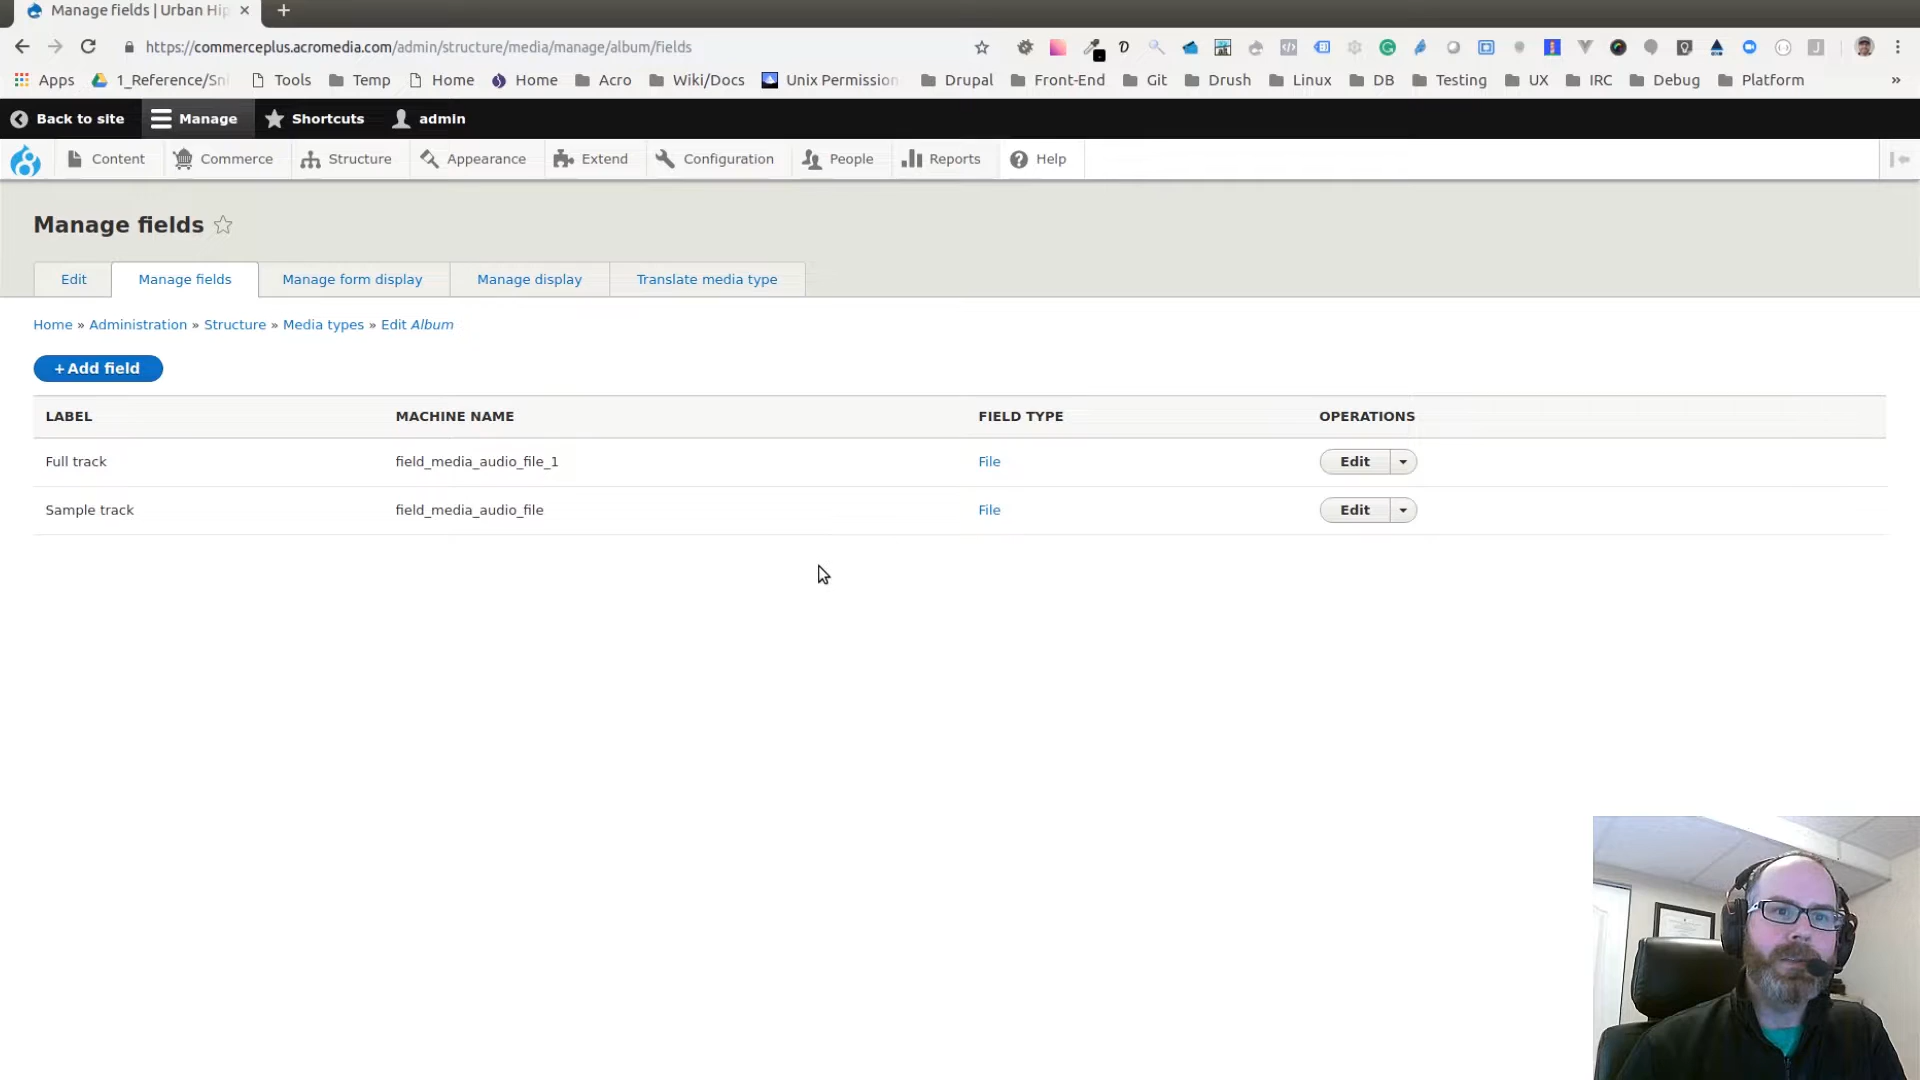 Manage fields | Urban Hip
https://commerceplus.acromedia.com/admin/structure/media/manage/album/fields
Apps 1_Reference/Sni Tools Temp Home Home Acro Wiki/Docs Unix Permission Drupal Front-End Git Drush Linux DB Testing UX IRC Debug Platform »
Back to site Manage Shortcuts admin
Content Commerce Structure Appearance Extend Configuration People Reports Help
Manage fields
Edit Manage fields Manage form display Manage display Translate media type
Home » Administration » Structure » Media types » Edit Album
+ Add field
LABEL MACHINE NAME FIELD TYPE OPERATIONS
Full track field_media_audio_file_1 File Edit
Sample track field_media_audio_file File Edit